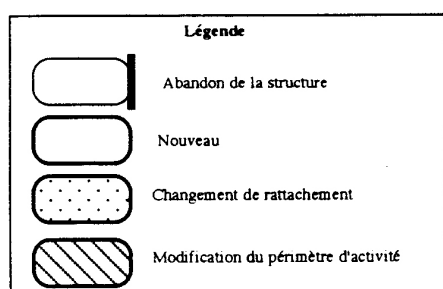 Légende
Abandon de la structure
Nouveau
Changement de rattachement
Modification du périmètre d'activité